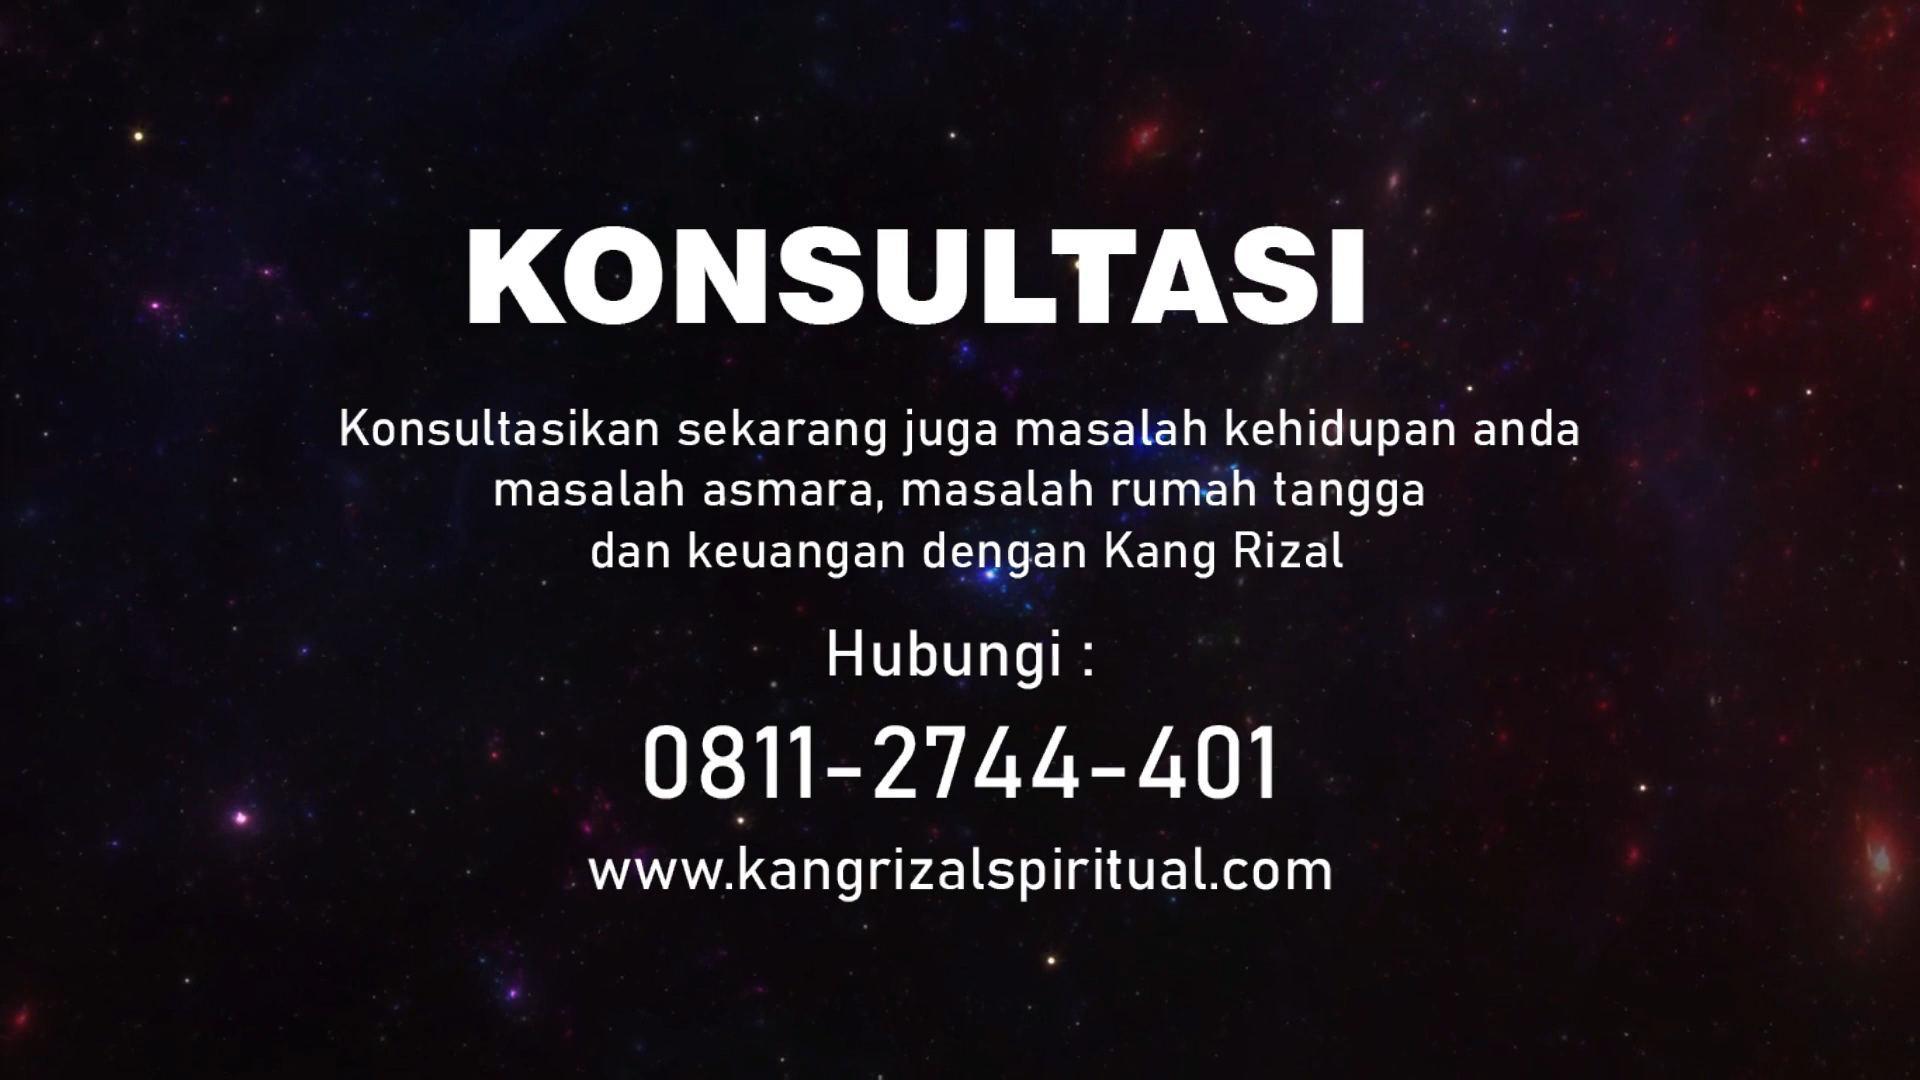 KONSULTASI
Konsultasikan sekarang juga masalah kehidupan anda
masalah asmara, masalah rumah tangga
dan keuangan dengan Kang Rizal
Hubungi :
0811-2744-401
www.kangrizalspiritual.com